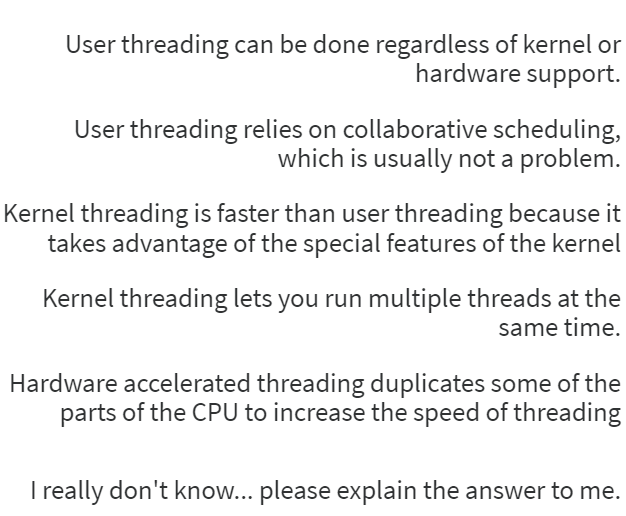 User threading can be done regardless of kernel or
hardware support.
User threading relies on collaborative scheduling,
which is usually not a problem.
Kernel threading is faster than user threading because it
takes advantage of the special features of the kernel
Kernel threading lets you run multiple threads at the
same time.
Hardware accelerated threading duplicates some of the
parts of the CPU to increase the speed of threading
I really don't know... please explain the answer to me.